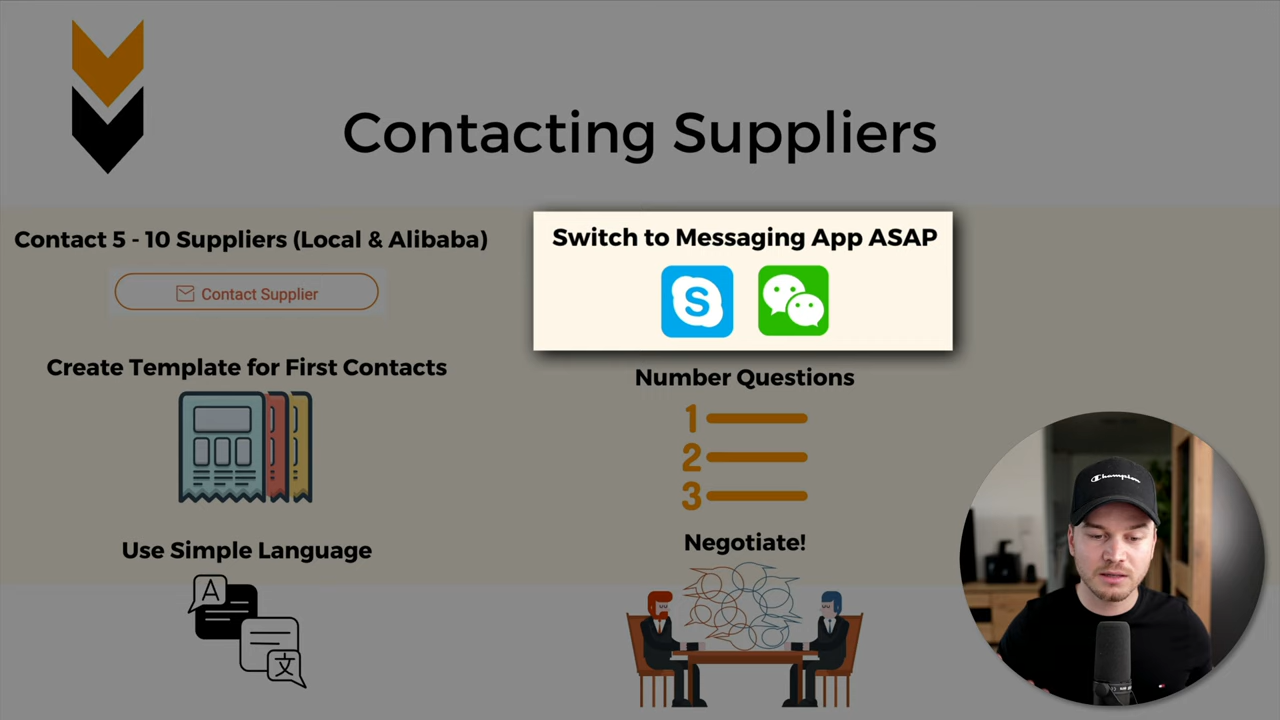 Contacting Suppliers
Contact 5 - 10 Suppliers (Local & Alibaba)
Contact Supplier
Create Template for First Contacts
Use Simple Language
A
文
Switch to Messaging App ASAP
S
Number Questions
1
2
3
Negotiate!
Champion